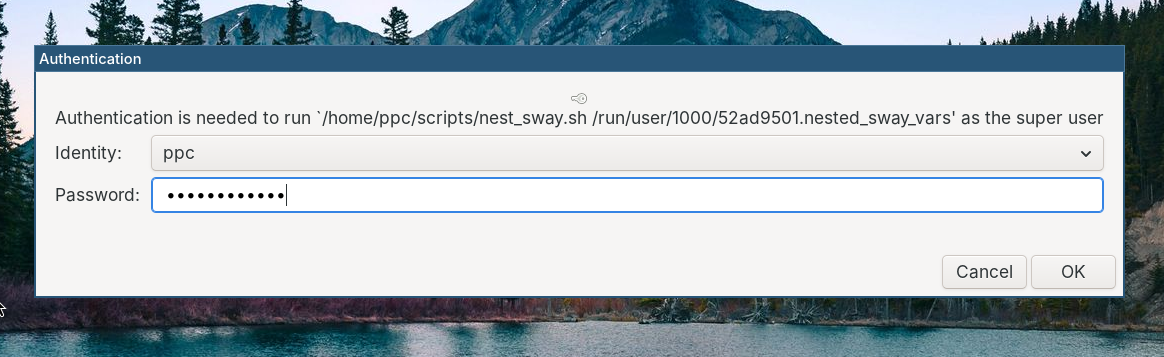 Authentication
Authentication is needed to run `/home/ppc/scripts/nest_sway.sh /run/user/1000/52ad9501.nested_sway_vars' as the super user
Identity: ppc
Password: ••••••••••••
Cancel OK